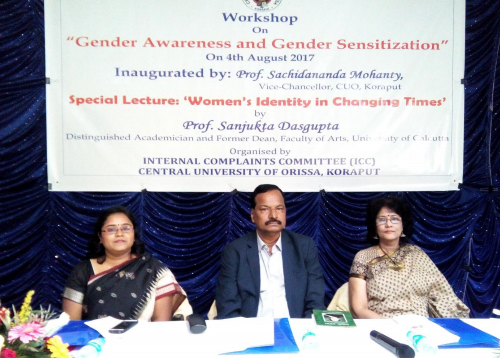 Workshop
On
“Gender Awareness and Gender Sensitization”
On 4th August 2017
Inaugurated by: Prof. Sachidananda Mohanty,
Vice-Chancellor, CUO, Koraput
Special Lecture: ‘Women’s Identity in Changing Times’
by
Prof. Sanjukta Dasgupta
Distinguished Academician and Former Dean, Faculty of Arts, University of Calcutta
Organised by
INTERNAL COMPLAINTS COMMITTEE (ICC)
CENTRAL UNIVERSITY OF ORISSA, KORAPUT